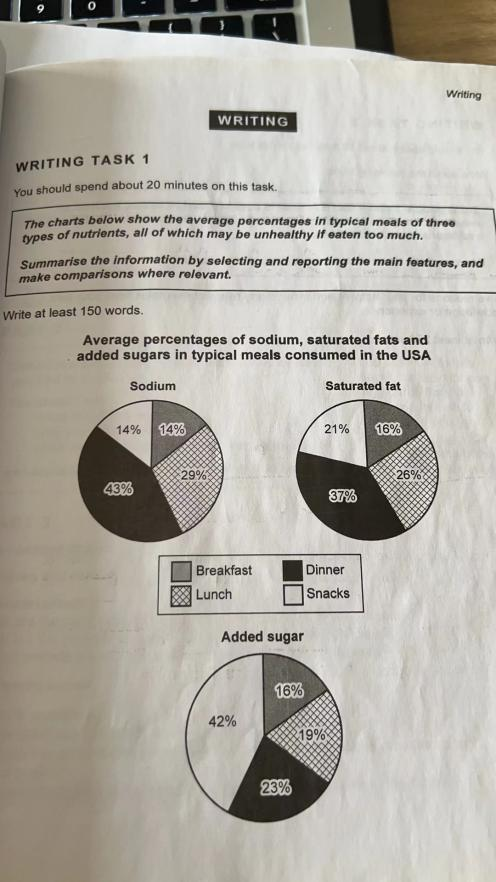 9
0
{
}
Writing
WRITING
WRITING TASK 1
You should spend about 20 minutes on this task.
The charts below show the average percentages in typical meals of three
types of nutrients, all of which may be unhealthy if eaten too much.
Summarise the information by selecting and reporting the main features, and
make comparisons where relevant.
Write at least 150 words.
Average percentages of sodium, saturated fats and
added sugars in typical meals consumed in the USA
Sodium
14%
14%
29%
43%
Saturated fat
21%
16%
26%
37%
Breakfast
Dinner
Lunch
Snacks
Added sugar
16%
42%
19%
23%